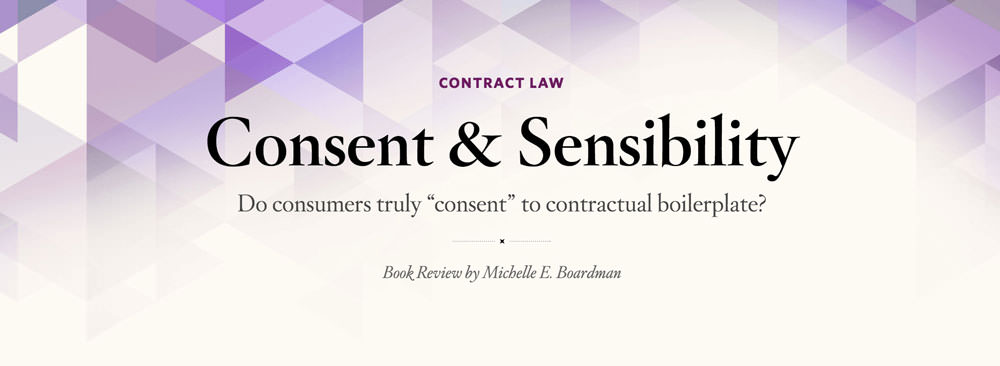 CONTRACT LAW
Consent & Sensibility
Do consumers truly “consent” to contractual boilerplate?
Book Review by Michelle E. Boardman